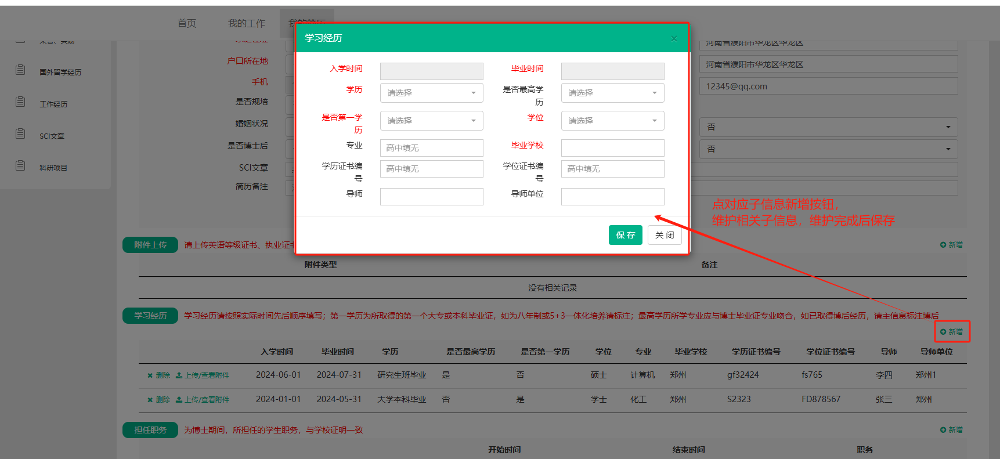 首页
我的工作
我的简历
荣誉、奖励
国外留学经历
工作经历
SCI文章
科研项目
家庭住址
河南省濮阳市华龙区华龙区
户口所在地
河南省濮阳市华龙区华龙区
手机
12345@qq.com
是否规培
婚姻状况
否
是否博士后
否
SCI文章
简历备注
学习经历
×
入学时间
毕业时间
学历
请选择
是否最高学历
请选择
是否第一学历
请选择
学位
请选择
专业
高中填无
毕业学校
学历证书编号
高中填无
学位证书编号
高中填无
导师
导师单位
保 存
关 闭
点对应子信息新增按钮，
维护相关子信息，维护完成后保存
附件上传
请上传英语等级证书、执业证书
新增
附件类型
备注
没有相关记录
学习经历
学习经历请按照实际时间先后顺序填写；第一学历为所取得的第一个大专或本科毕业证，如为八年制或5+3一体化培养请标注；最高学历所学专业应与博士毕业证专业吻合，如已取得博后经历，请主信息标注博后
新增
入学时间 毕业时间 学历 是否最高学历 是否第一学历 学位 专业 毕业学校 学历证书编号 学位证书编号 导师 导师单位
删除 上传/查看附件 2024-06-01 2024-07-31 研究生班毕业 是 否 硕士 计算机 郑州 gf32424 fs765 李四 郑州1
删除 上传/查看附件 2024-01-01 2024-05-31 大学本科毕业 否 是 学士 化工 郑州 S2323 FD878567 张三 郑州
担任职务
为博士期间，所担任的学生职务，与学校证明一致
新增
开始时间 结束时间 职务